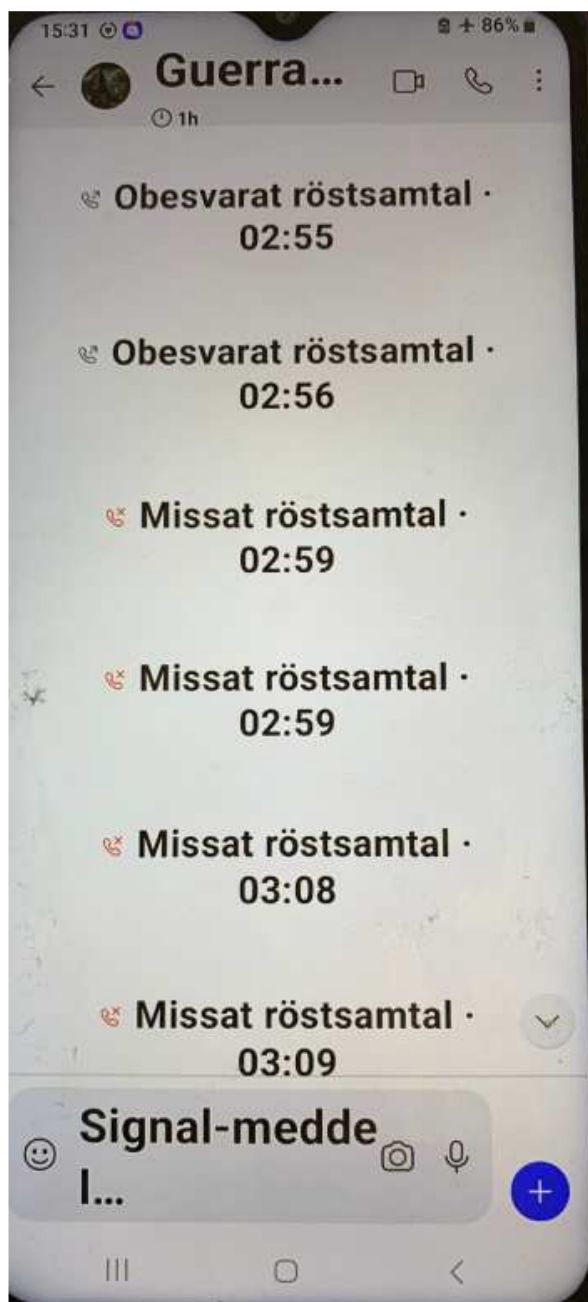 15:31 86%
Guerra...
1h
Obesvarat röstsamtal ·
02:55
Obesvarat röstsamtal ·
02:56
Missat röstsamtal ·
02:59
Missat röstsamtal ·
02:59
Missat röstsamtal ·
03:08
Missat röstsamtal ·
03:09
Signal-medde
l...